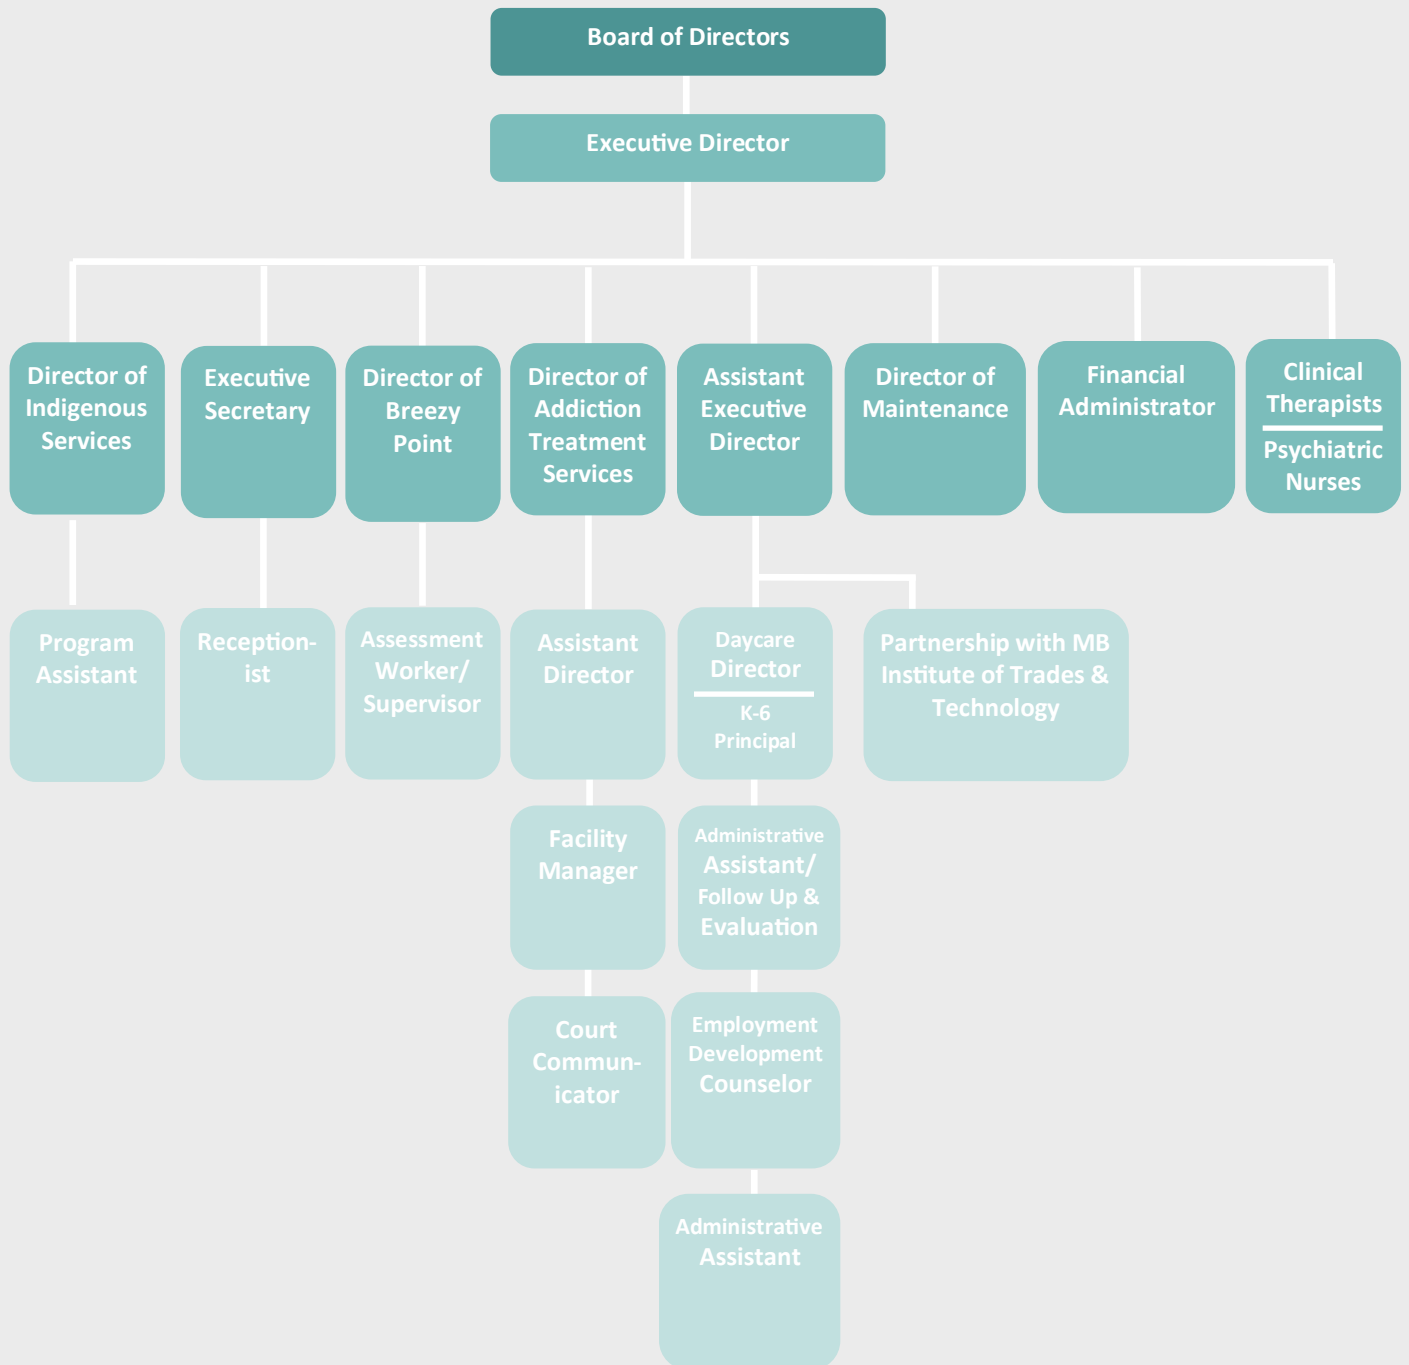 Board of Directors
Executive Director
Director of
Indigenous
Services
Executive
Secretary
Director of
Breezy
Point
Director of
Addiction
Treatment
Services
Assistant
Executive
Director
Director of
Maintenance
Financial
Administrator
Clinical
Therapists
Psychiatric
Nurses
Program
Assistant
Reception-
ist
Assessment
Worker/
Supervisor
Assistant
Director
Daycare
Director
K-6
Principal
Partnership with MB
Institute of Trades &
Technology
Facility
Manager
Administrative
Assistant/
Follow Up &
Evaluation
Court
Commun-
icator
Employment
Development
Counselor
Administrative
Assistant